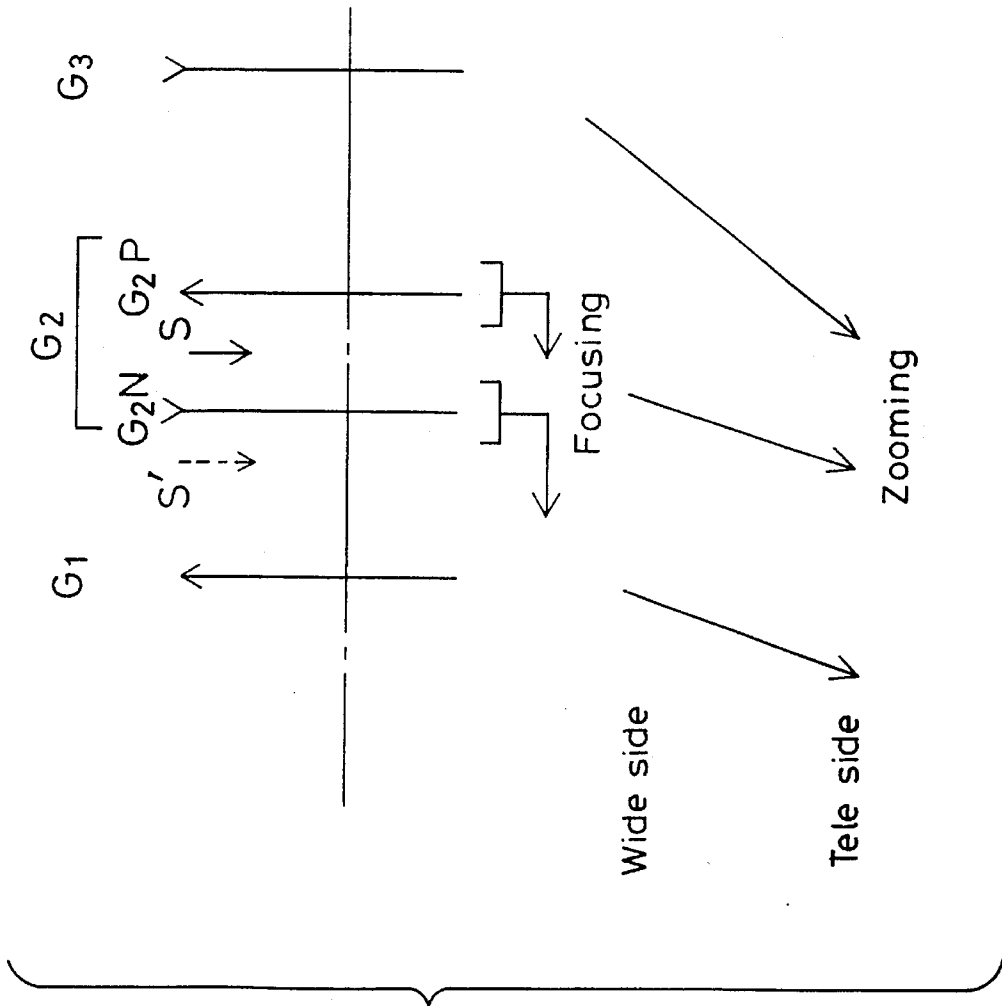 G2
G1 S' G2N S G2P G3
Focusing
Wide side
Tele side
Zooming